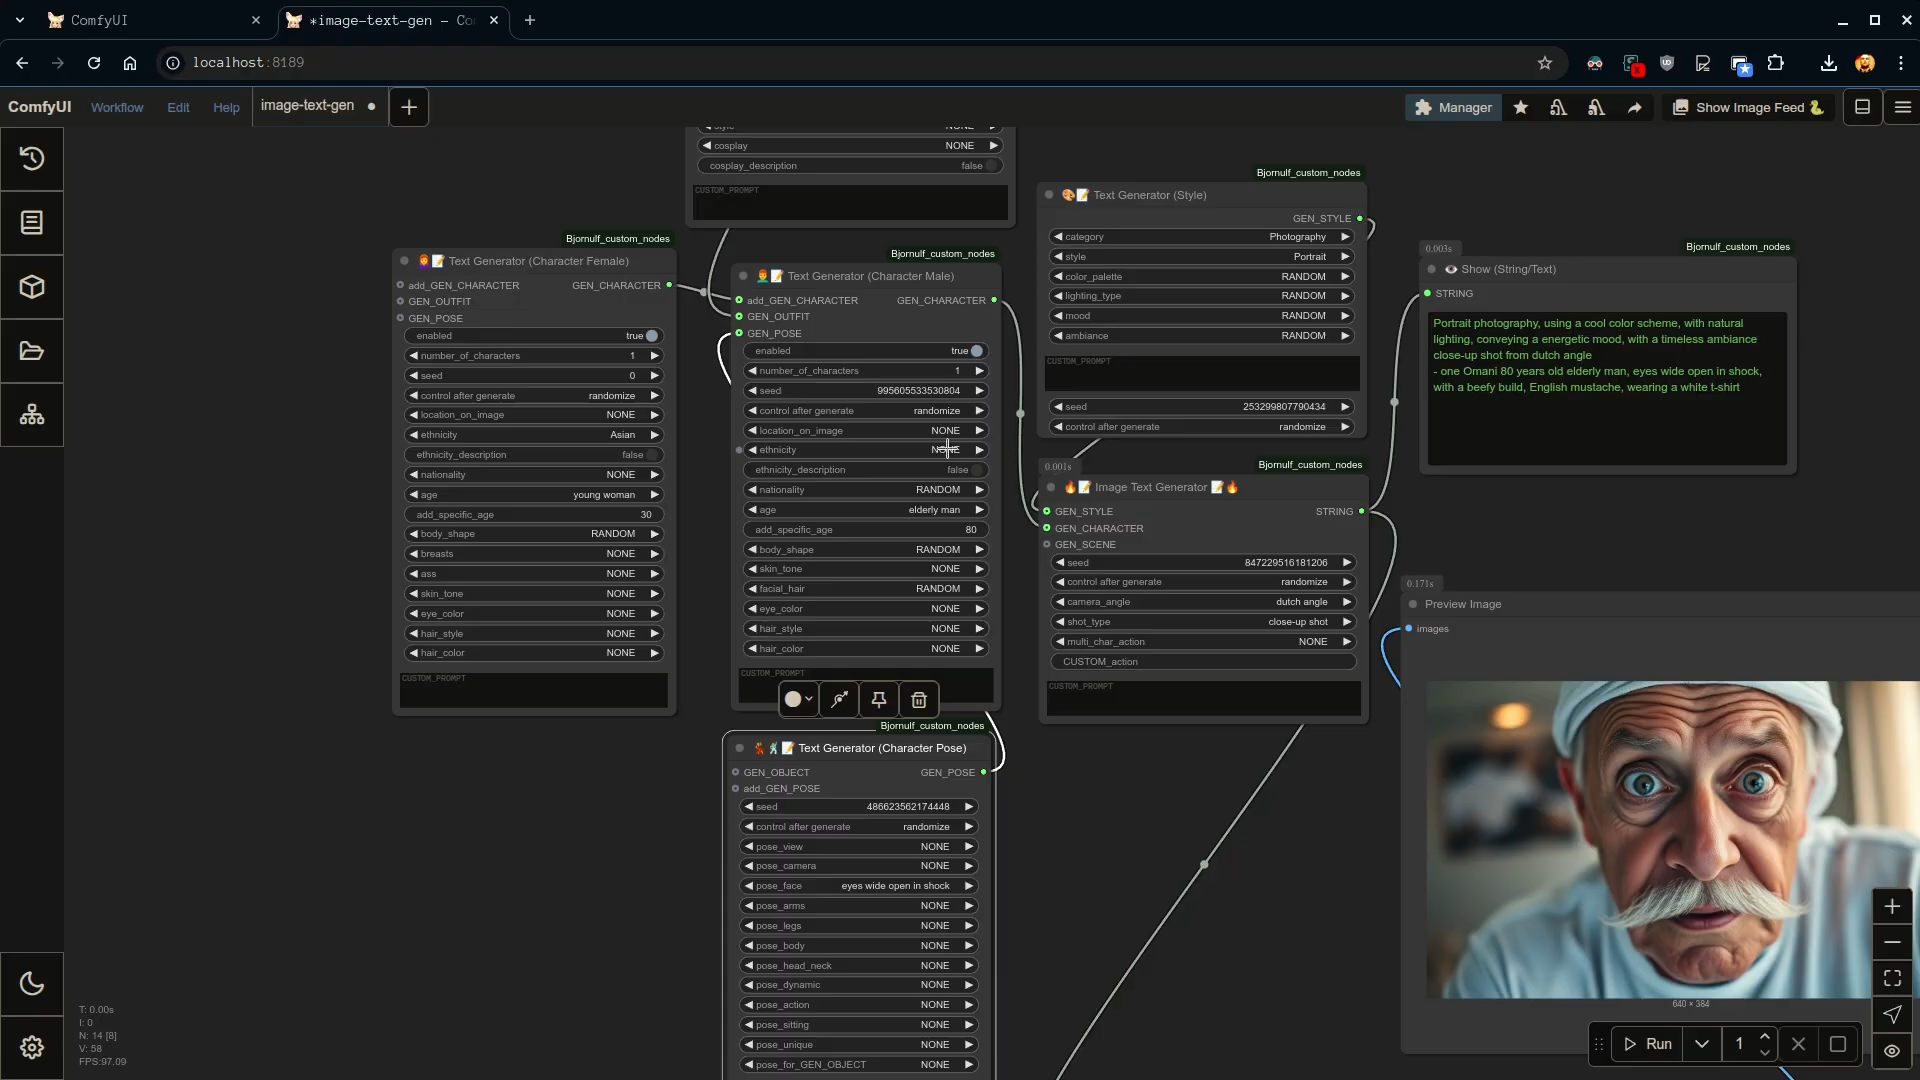 ComfyUI
*image-text-gen – Co
localhost:8189
ComfyUI
Workflow
Edit
Help
image-text-gen
Manager
Show Image Feed
NONE
cosplay
NONE
cosplay_description
false
CUSTOM_PROMPT
Bjornulf_custom_nodes
Text Generator (Character Female)
add_GEN_CHARACTER
GEN_CHARACTER
GEN_OUTFIT
GEN_POSE
enabled
true
number_of_characters
1
seed
0
control after generate
randomize
location_on_image
NONE
ethnicity
Asian
ethnicity_description
false
nationality
NONE
age
young woman
add_specific_age
30
body_shape
RANDOM
breasts
NONE
ass
NONE
skin_tone
NONE
eye_color
NONE
hair_style
NONE
hair_color
NONE
CUSTOM_PROMPT
Bjornulf_custom_nodes
Text Generator (Character Male)
add_GEN_CHARACTER
GEN_CHARACTER
GEN_OUTFIT
GEN_POSE
enabled
true
number_of_characters
1
seed
995605533530804
control after generate
randomize
location_on_image
NONE
ethnicity
NONE
ethnicity_description
false
nationality
RANDOM
age
elderly man
add_specific_age
80
body_shape
RANDOM
skin_tone
NONE
facial_hair
RANDOM
eye_color
NONE
hair_style
NONE
hair_color
NONE
CUSTOM_PROMPT
Bjornulf_custom_nodes
Text Generator (Character Pose)
GEN_OBJECT
GEN_POSE
add_GEN_POSE
seed
486623562174448
control after generate
randomize
pose_view
NONE
pose_camera
NONE
pose_face
eyes wide open in shock
pose_arms
NONE
pose_legs
NONE
pose_body
NONE
pose_head_neck
NONE
pose_dynamic
NONE
pose_action
NONE
pose_sitting
NONE
pose_unique
NONE
pose_for_GEN_OBJECT
NONE
Bjornulf_custom_nodes
Text Generator (Style)
GEN_STYLE
category
Photography
style
Portrait
color_palette
RANDOM
lighting_type
RANDOM
mood
RANDOM
ambiance
RANDOM
CUSTOM_PROMPT
seed
253299807790434
control after generate
randomize
0.001s
Bjornulf_custom_nodes
Image Text Generator
GEN_STYLE
STRING
GEN_CHARACTER
GEN_SCENE
seed
847229516181206
control after generate
randomize
camera_angle
dutch angle
shot_type
close-up shot
multi_char_action
NONE
CUSTOM_action
CUSTOM_PROMPT
0.003s
Bjornulf_custom_nodes
Show (String/Text)
STRING
Portrait photography, using a cool color scheme, with natural
lighting, conveying a energetic mood, with a timeless ambiance
close-up shot from dutch angle
- one Omani 80 years old elderly man, eyes wide open in shock,
with a beefy build, English mustache, wearing a white t-shirt
0.171s
Preview Image
images
640 × 384
T: 0.00s
I: 0
N: 14 [8]
V: 58
FPS:97.09
Run
1